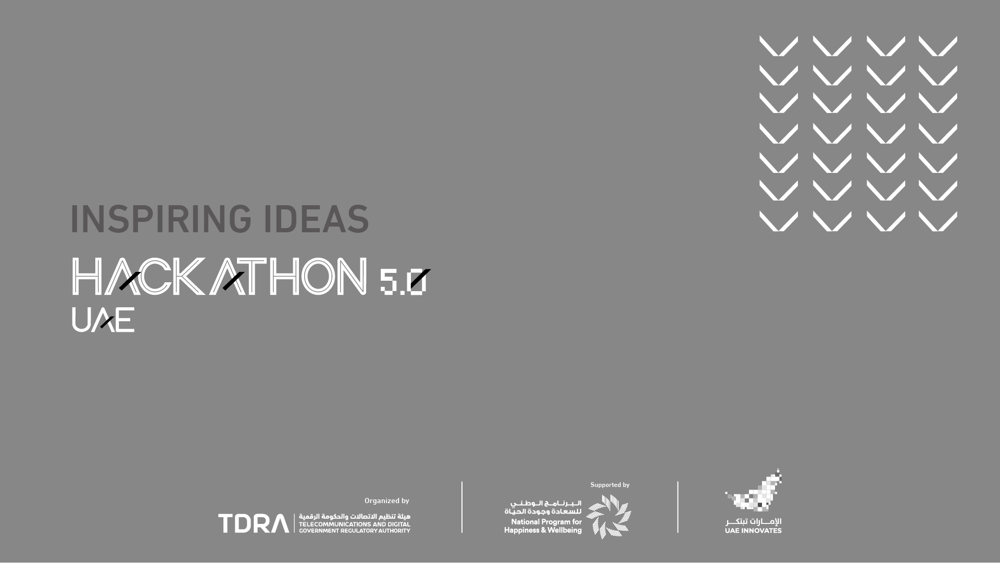 INSPIRING IDEAS
HACKATHON 5.0
UAE
Organized by
TDRA
هيئة تنظيم الاتصالات والحكومة الرقمية
TELECOMMUNICATIONS AND DIGITAL
GOVERNMENT REGULATORY AUTHORITY
Supported by
البرنامج الوطني
للسعادة وجودة الحياة
National Program for
Happiness & Wellbeing
الإمارات تبتكر
UAE INNOVATES